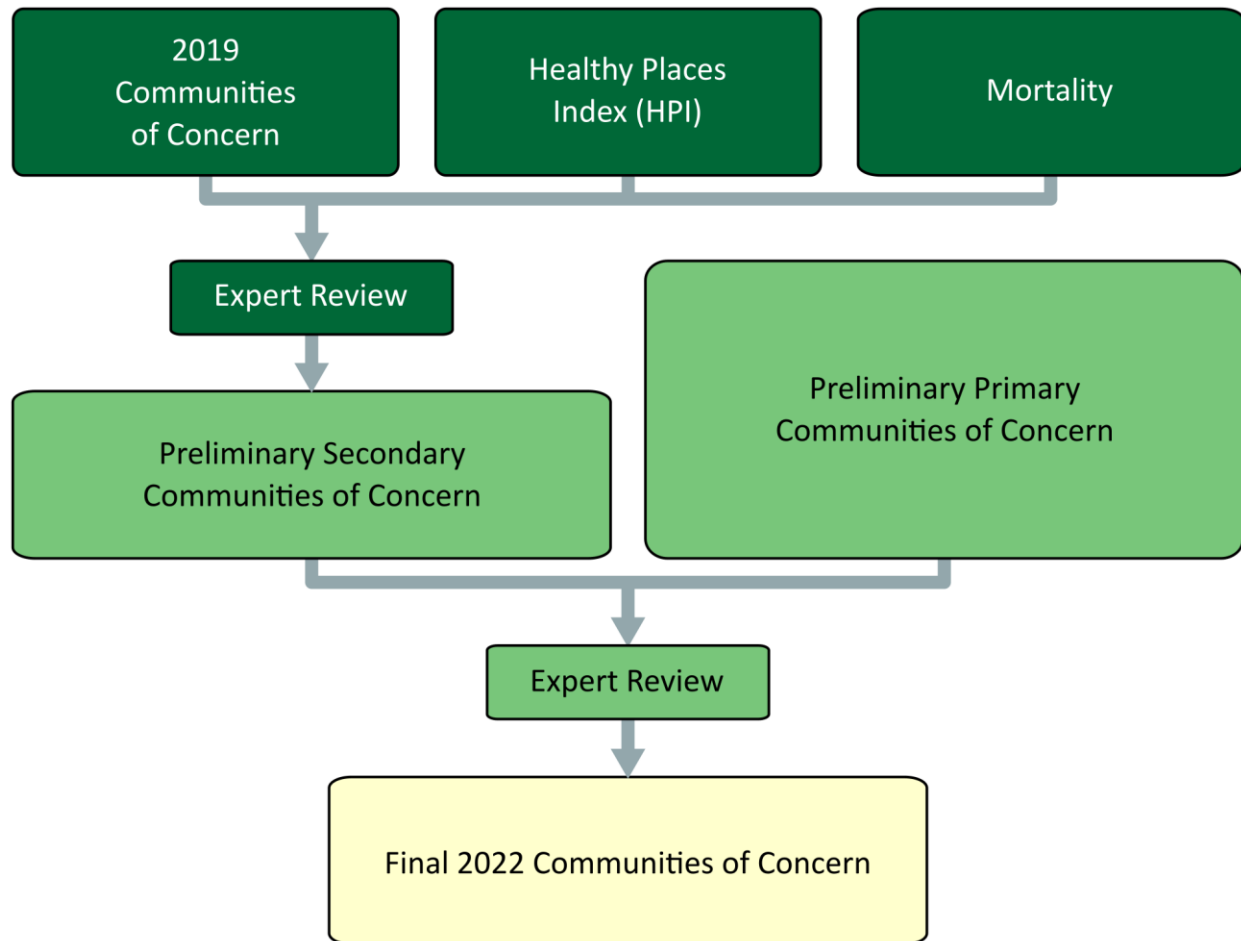 2019
Communities
of Concern
Healthy Places
Index (HPI)
Mortality
Expert Review
Preliminary Primary
Communities of Concern
Preliminary Secondary
Communities of Concern
Expert Review
Final 2022 Communities of Concern